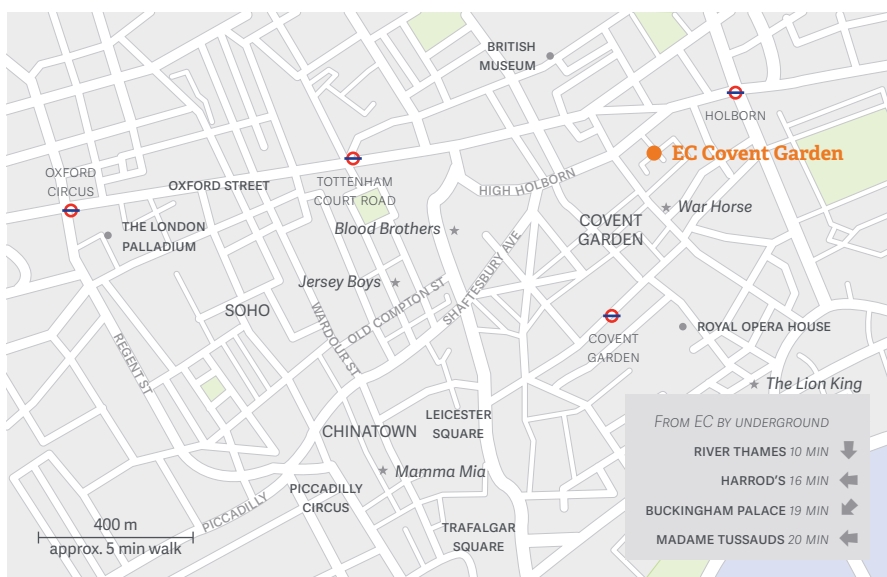 BRITISH
MUSEUM
HOLBORN
EC Covent Garden
OXFORD
CIRCUS
OXFORD STREET
TOTTENHAM
COURT ROAD
HIGH HOLBORN
War Horse
THE LONDON
PALLADIUM
Blood Brothers
COVENT
GARDEN
SHAFTESBURY AVE
Jersey Boys
OLD COMPTON ST
SOHO
WARDOUR ST
REGENT ST
COVENT
GARDEN
ROYAL OPERA HOUSE
The Lion King
LEICESTER
SQUARE
CHINATOWN
Mamma Mia
PICCADILLY
CIRCUS
PICCADILLY
TRAFALGAR
SQUARE
400 m
approx. 5 min walk
FROM EC BY UNDERGROUND
RIVER THAMES 10 MIN
HARROD'S 16 MIN
BUCKINGHAM PALACE 19 MIN
MADAME TUSSAUDS 20 MIN